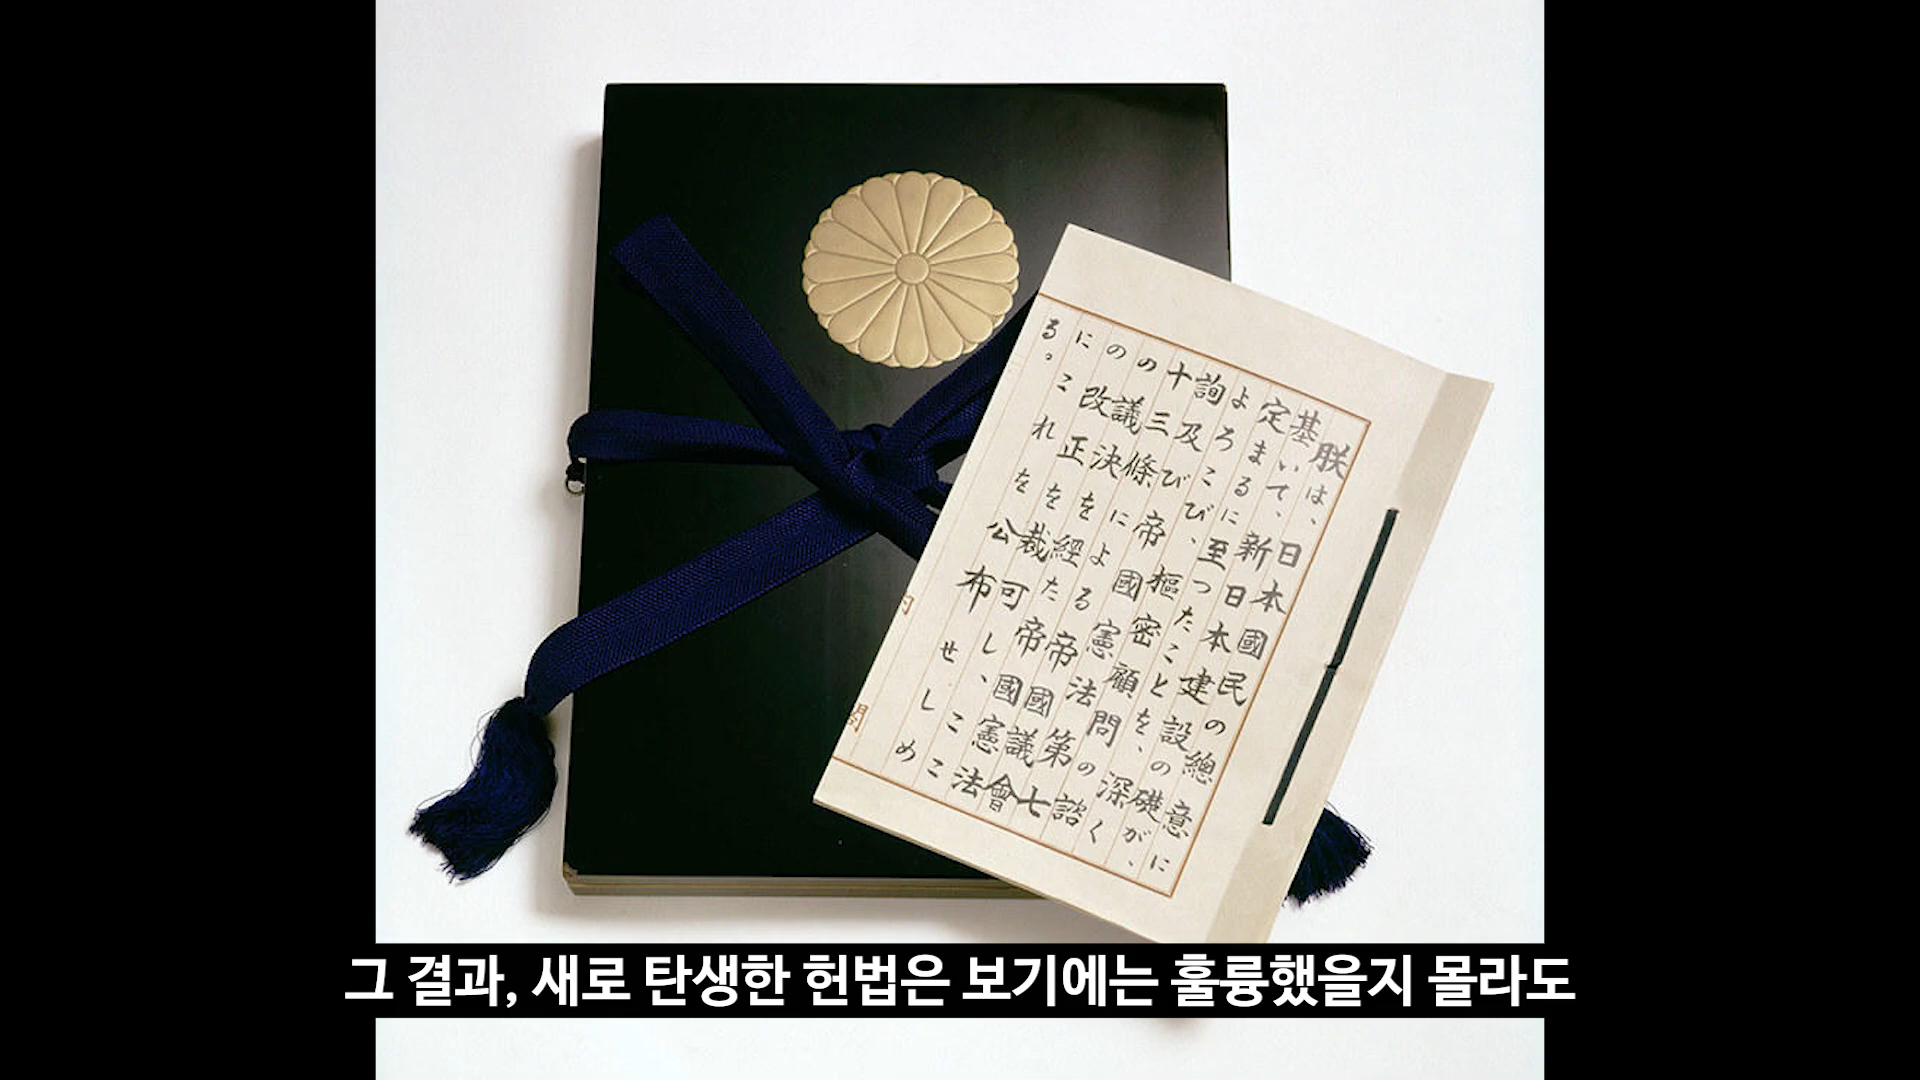 朕は、日本國民の總意に
基いて、新日本建設の礎が、
定まるに至つたことを、深く
よろこび、樞密顧問の諮
詢及び帝國憲法第七
十三條による帝國議會
の議決を經た帝國憲法
の改正を裁可し、ここ
にこれを公布せしめ
る。
그 결과, 새로 탄생한 헌법은 보기에는 훌륭했을지 몰라도